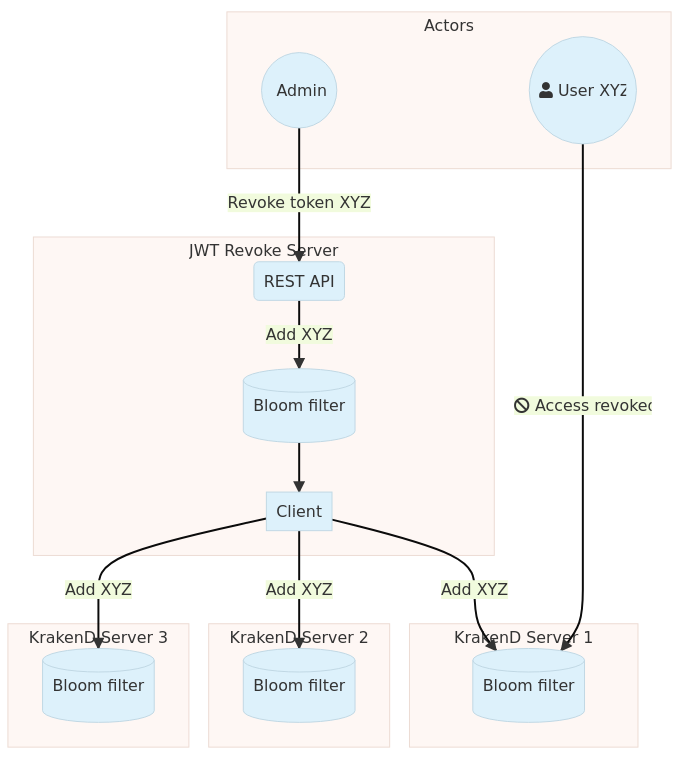 Actors
Admin
User XYZ
Revoke token XYZ
JWT Revoke Server
REST API
Add XYZ
Bloom filter
Access revoked
Client
Add XYZ
Add XYZ
Add XYZ
KrakenD Server 3
KrakenD Server 2
KrakenD Server 1
Bloom filter
Bloom filter
Bloom filter